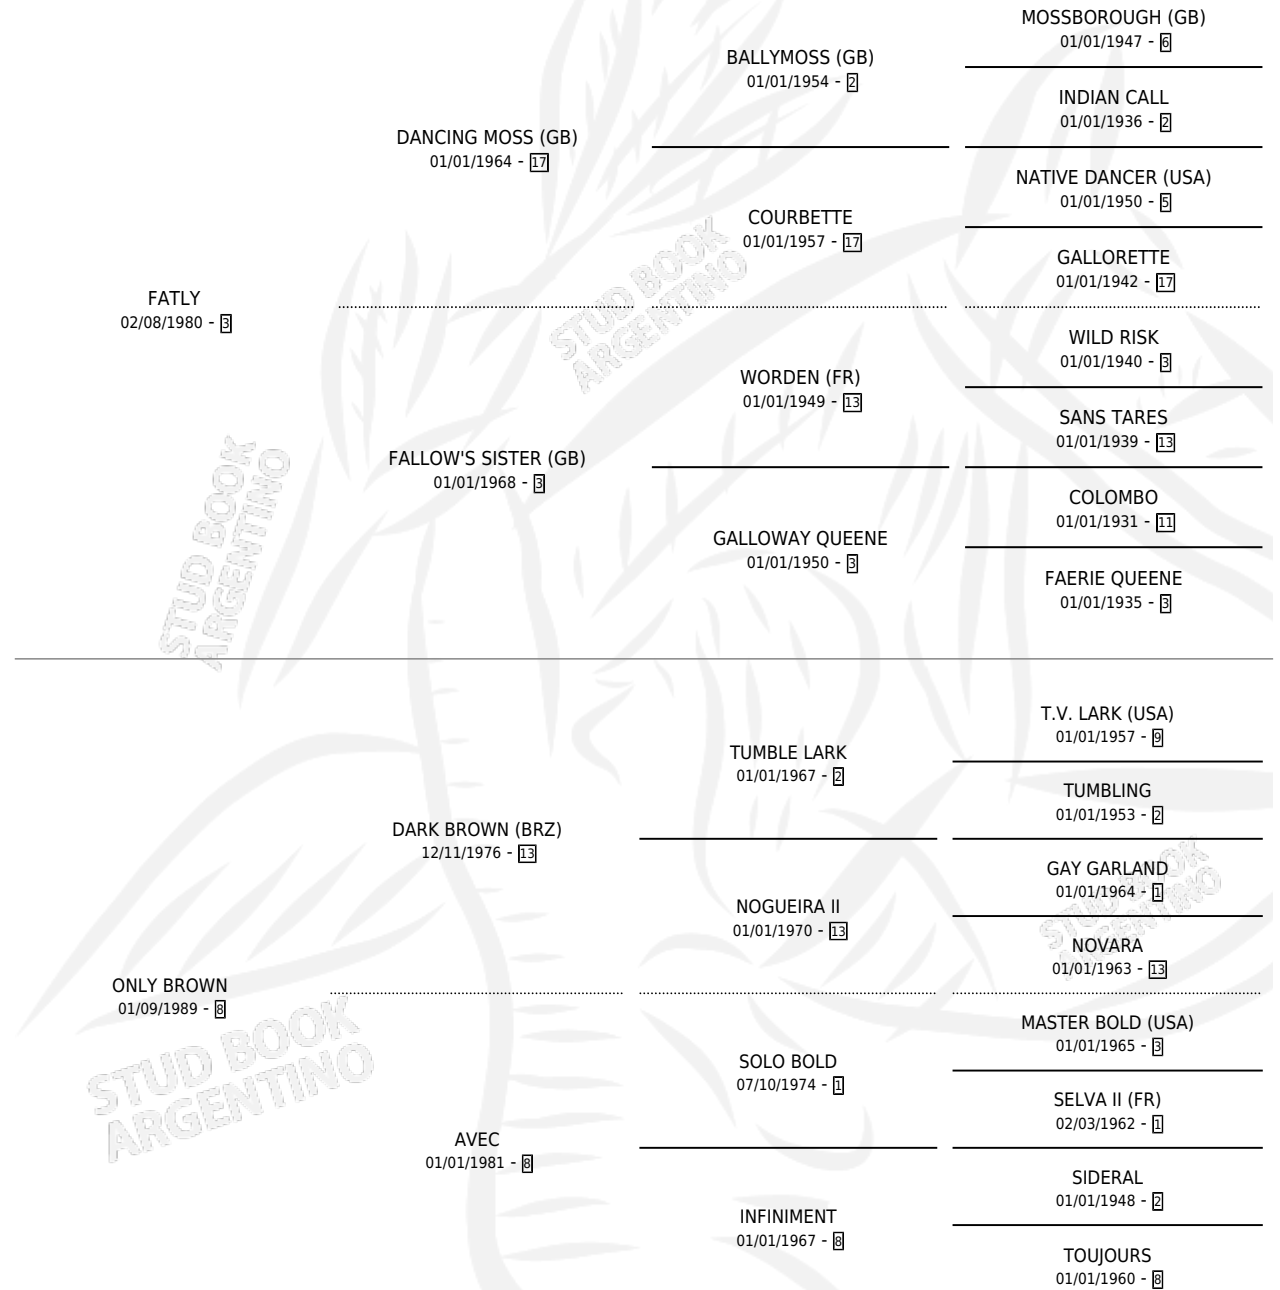 MOSSBOROUGH (GB)
01/01/1947 - 6
BALLYMOSS (GB)
01/01/1954 - 2
INDIAN CALL
01/01/1936 - 2
DANCING MOSS (GB)
01/01/1964 - 17
NATIVE DANCER (USA)
01/01/1950 - 5
COURBETTE
01/01/1957 - 17
GALLORETTE
01/01/1942 - 17
FATLY
02/08/1980 - 3
WILD RISK
01/01/1940 - 3
WORDEN (FR)
01/01/1949 - 13
SANS TARES
01/01/1939 - 13
FALLOW'S SISTER (GB)
01/01/1968 - 3
COLOMBO
01/01/1931 - 11
GALLOWAY QUEENE
01/01/1950 - 3
FAERIE QUEENE
01/01/1935 - 3
STUD BOOK
ARGENTINO
STUD BOOK
ARGENTINO
T.V. LARK (USA)
01/01/1957 - 9
TUMBLE LARK
01/01/1967 - 2
TUMBLING
01/01/1953 - 2
DARK BROWN (BRZ)
12/11/1976 - 13
GAY GARLAND
01/01/1964 - 1
NOGUEIRA II
01/01/1970 - 13
NOVARA
01/01/1963 - 13
STUD BOOK
ARGENTINO
ONLY BROWN
01/09/1989 - 8
MASTER BOLD (USA)
01/01/1965 - 3
SOLO BOLD
07/10/1974 - 1
SELVA II (FR)
02/03/1962 - 1
AVEC
01/01/1981 - 8
SIDERAL
01/01/1948 - 2
INFINIMENT
01/01/1967 - 8
TOUJOURS
01/01/1960 - 8
STUD BOOK
ARGENTINO